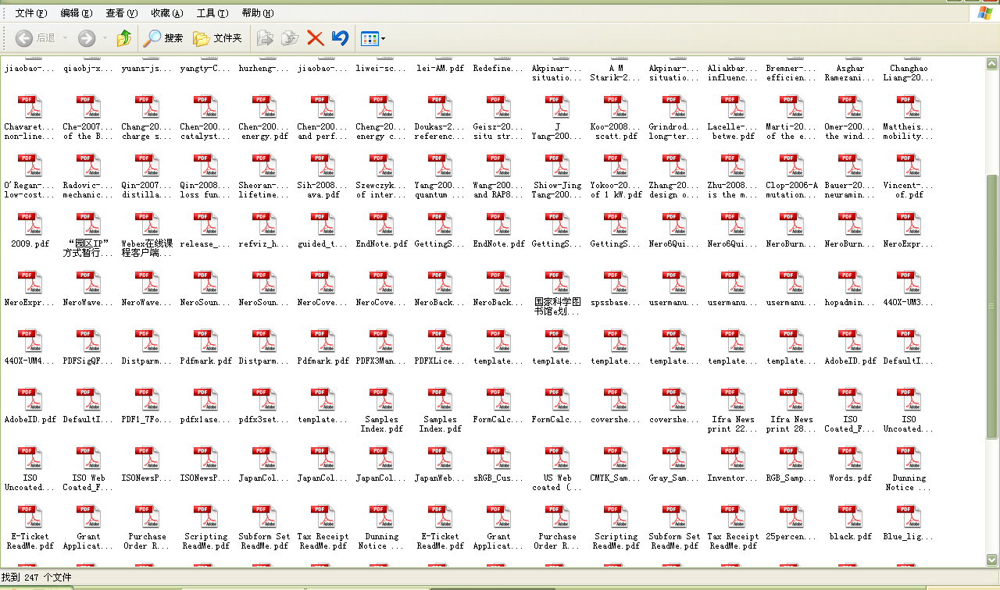 文件(F) 编辑(E) 查看(V) 收藏(A) 工具(T) 帮助(H)
后退 搜索 文件夹
jiaobao-... qiaobj-x... yuans-js... yangty-C... huzheng-... jiaobao-... liwei-sc... lei-AM.pdf Redefine... Akpinar-... A M Akpinar-... Aliakbar... Bremner-... Asghar Changhao
situatio... Starik-2... situatio... influenc... efficien... Ramezani... Liang-20...
Chavaret... Che-2007... Chang-20... Chen-200... Chen-200... Chen-200... Cheng-20... Doukas-2... Geisz-20... J Koo-2008... Grindrod... Lacelle-... Marti-20... Omer-200... Mattheis...
non-line... of the B... charge s... catalyst... energy.pdf and perf... energy c... referenc... situ str... Yang-200... scatt.pdf long-ter... betwe.pdf of the e... the wind... mobility...
O'Regan-... Radovic-... Qin-2007... Qin-2008... Sheoran-... Sih-2008... Szewczyk... Yang-200... Wang-200... Shiow-Jing Yokoo-20... Zhang-20... Zhu-2008... Clop-2006-A Bauer-20... Vincent-...
low-cost... mechanic... distilla... loss fun... lifetime... ava.pdf of inter... quantum ... and RAPS... Tang-200... of 1 kW.pdf design o... is the m... mutation... neuramin... of.pdf
2009.pdf “园区IP” Webex在线课 release_... refviz_h... guided_t... EndNote.pdf GettingS... EndNote.pdf GettingS... GettingS... Nero6Qui... Nero6Qui... NeroBurn... NeroBurn... NeroExpr...
方式暂行... 程客户端...
NeroExpr... NeroWave... NeroWave... NeroSoun... NeroSoun... NeroCove... NeroCove... NeroBack... NeroBack... 国家科学图 spssbase... usermanu... usermanu... usermanu... hopadmin... 440X-UM3...
书馆e划...
440X-UM4... PDFSigQF... Distparm... Pdfmark.pdf Distparm... Pdfmark.pdf PDFX3Man... PDFXLice... template... template... template... template... template... template... AdobeID.pdf DefaultI...
AdobeID.pdf DefaultI... PDF1_7Fo... pdfx1ase... pdfx3set... template... Samples Samples FormCalc... FormCalc... covershe... covershe... Ifra News Ifra News ISO ISO
Index.pdf Index.pdf print 22... print 28... Coated_F... Uncoated...
ISO ISO Web ISONewsP... ISONewsP... JapanCol... JapanCol... JapanCol... JapanWeb... sRGB_Cus... US Web CMYK_Sam... Gray_Sam... Inventor... RGB_Samp... Words.pdf Dunning
Uncoated... Coated_F... coated (... Notice ...
E-Ticket Grant Purchase Scripting Subform Set Tax Receipt Dunning E-Ticket Grant Purchase Scripting Subform Set Tax Receipt 25percen... black.pdf Blue_lig...
ReadMe.pdf Applicat... Order R... ReadMe.pdf ReadMe.pdf ReadMe.pdf Notice ... ReadMe.pdf Applicat... Order R... ReadMe.pdf ReadMe.pdf ReadMe.pdf
找到 247 个文件